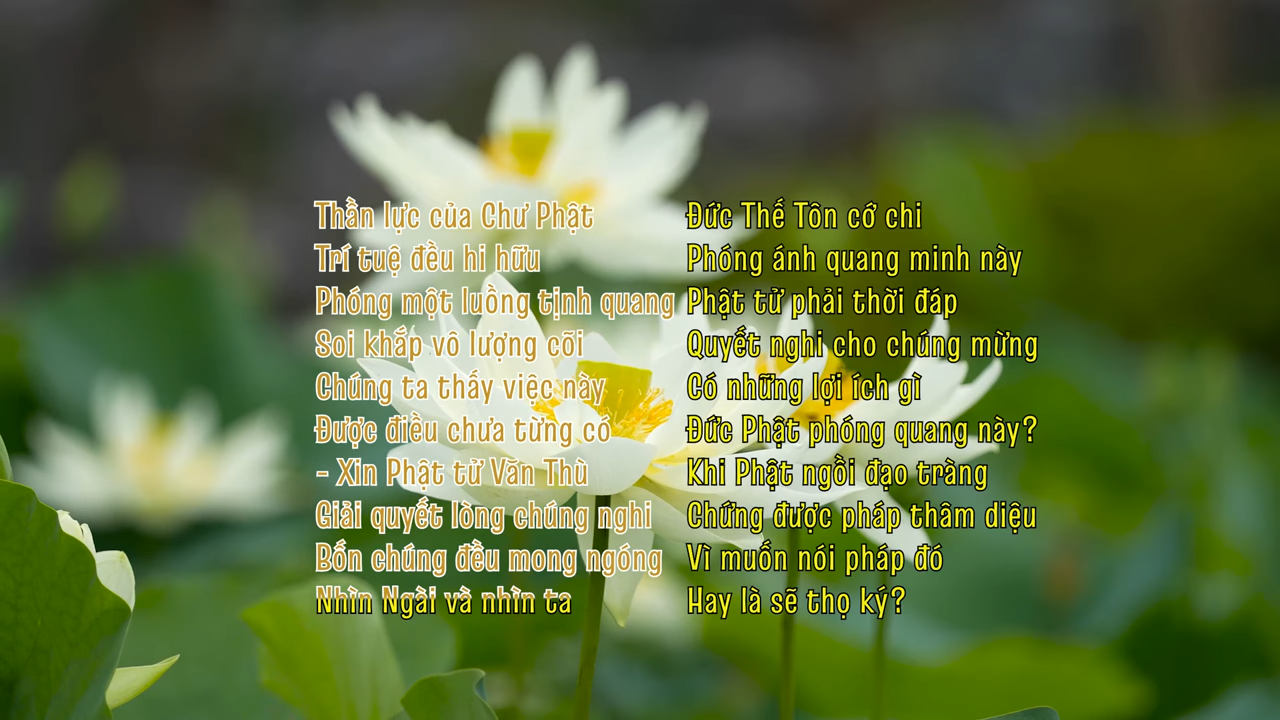 Thần lực của Chư Phật
Trí tuệ đều hi hữu
Phóng một luồng tịnh quang
Soi khắp vô lượng cõi
Chúng ta thấy việc này
Được điều chưa từng có
- Xin Phật tử Văn Thù
Giải quyết lòng chúng nghi
Bốn chúng đều mong ngóng
Nhìn Ngài và nhìn ta
Đức Thế Tôn cớ chi
Phóng ánh quang minh này
Phật tử phải thời đáp
Quyết nghi cho chúng mừng
Có những lợi ích gì
Đức Phật phóng quang này?
Khi Phật ngồi đạo tràng
Chứng được pháp thâm diệu
Vì muốn nói pháp đó
Hay là sẽ thọ ký?